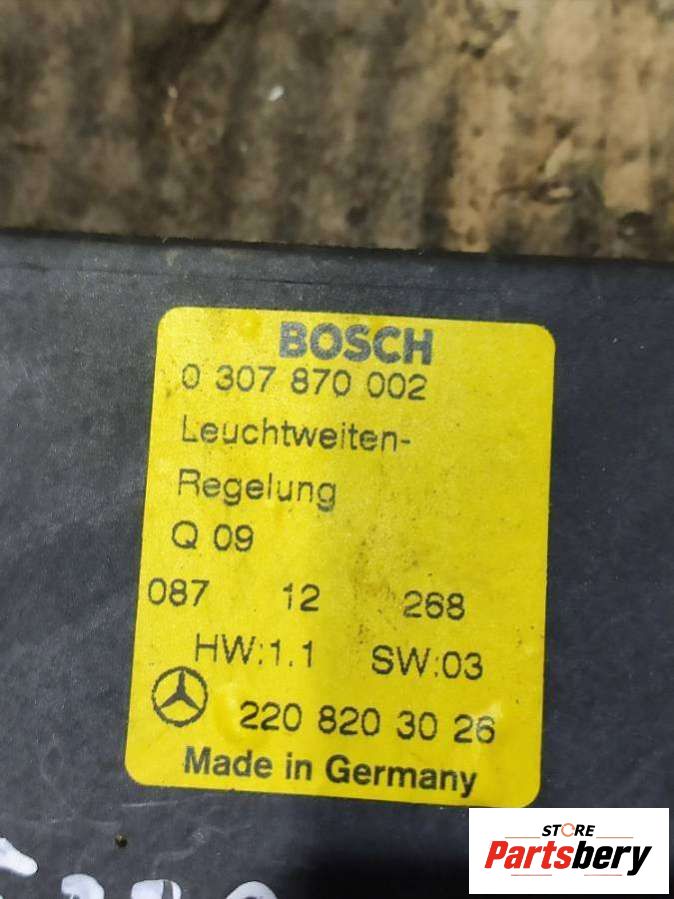 BOSCH
0 307 870 002
Leuchtweiten-
Regelung
Q 09
087 12 268
HW:1.1 SW:03
220 820 30 26
Made in Germany
STORE
Partsbery